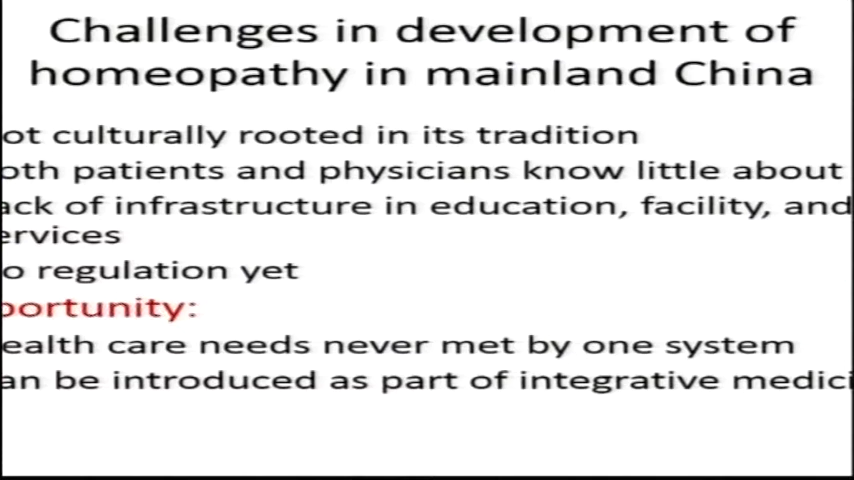 Challenges in development of
homeopathy in mainland China
ot culturally rooted in its tradition
oth patients and physicians know little about
ack of infrastructure in education, facility, and
ervices
o regulation yet
portunity:
ealth care needs never met by one system
an be introduced as part of integrative medici